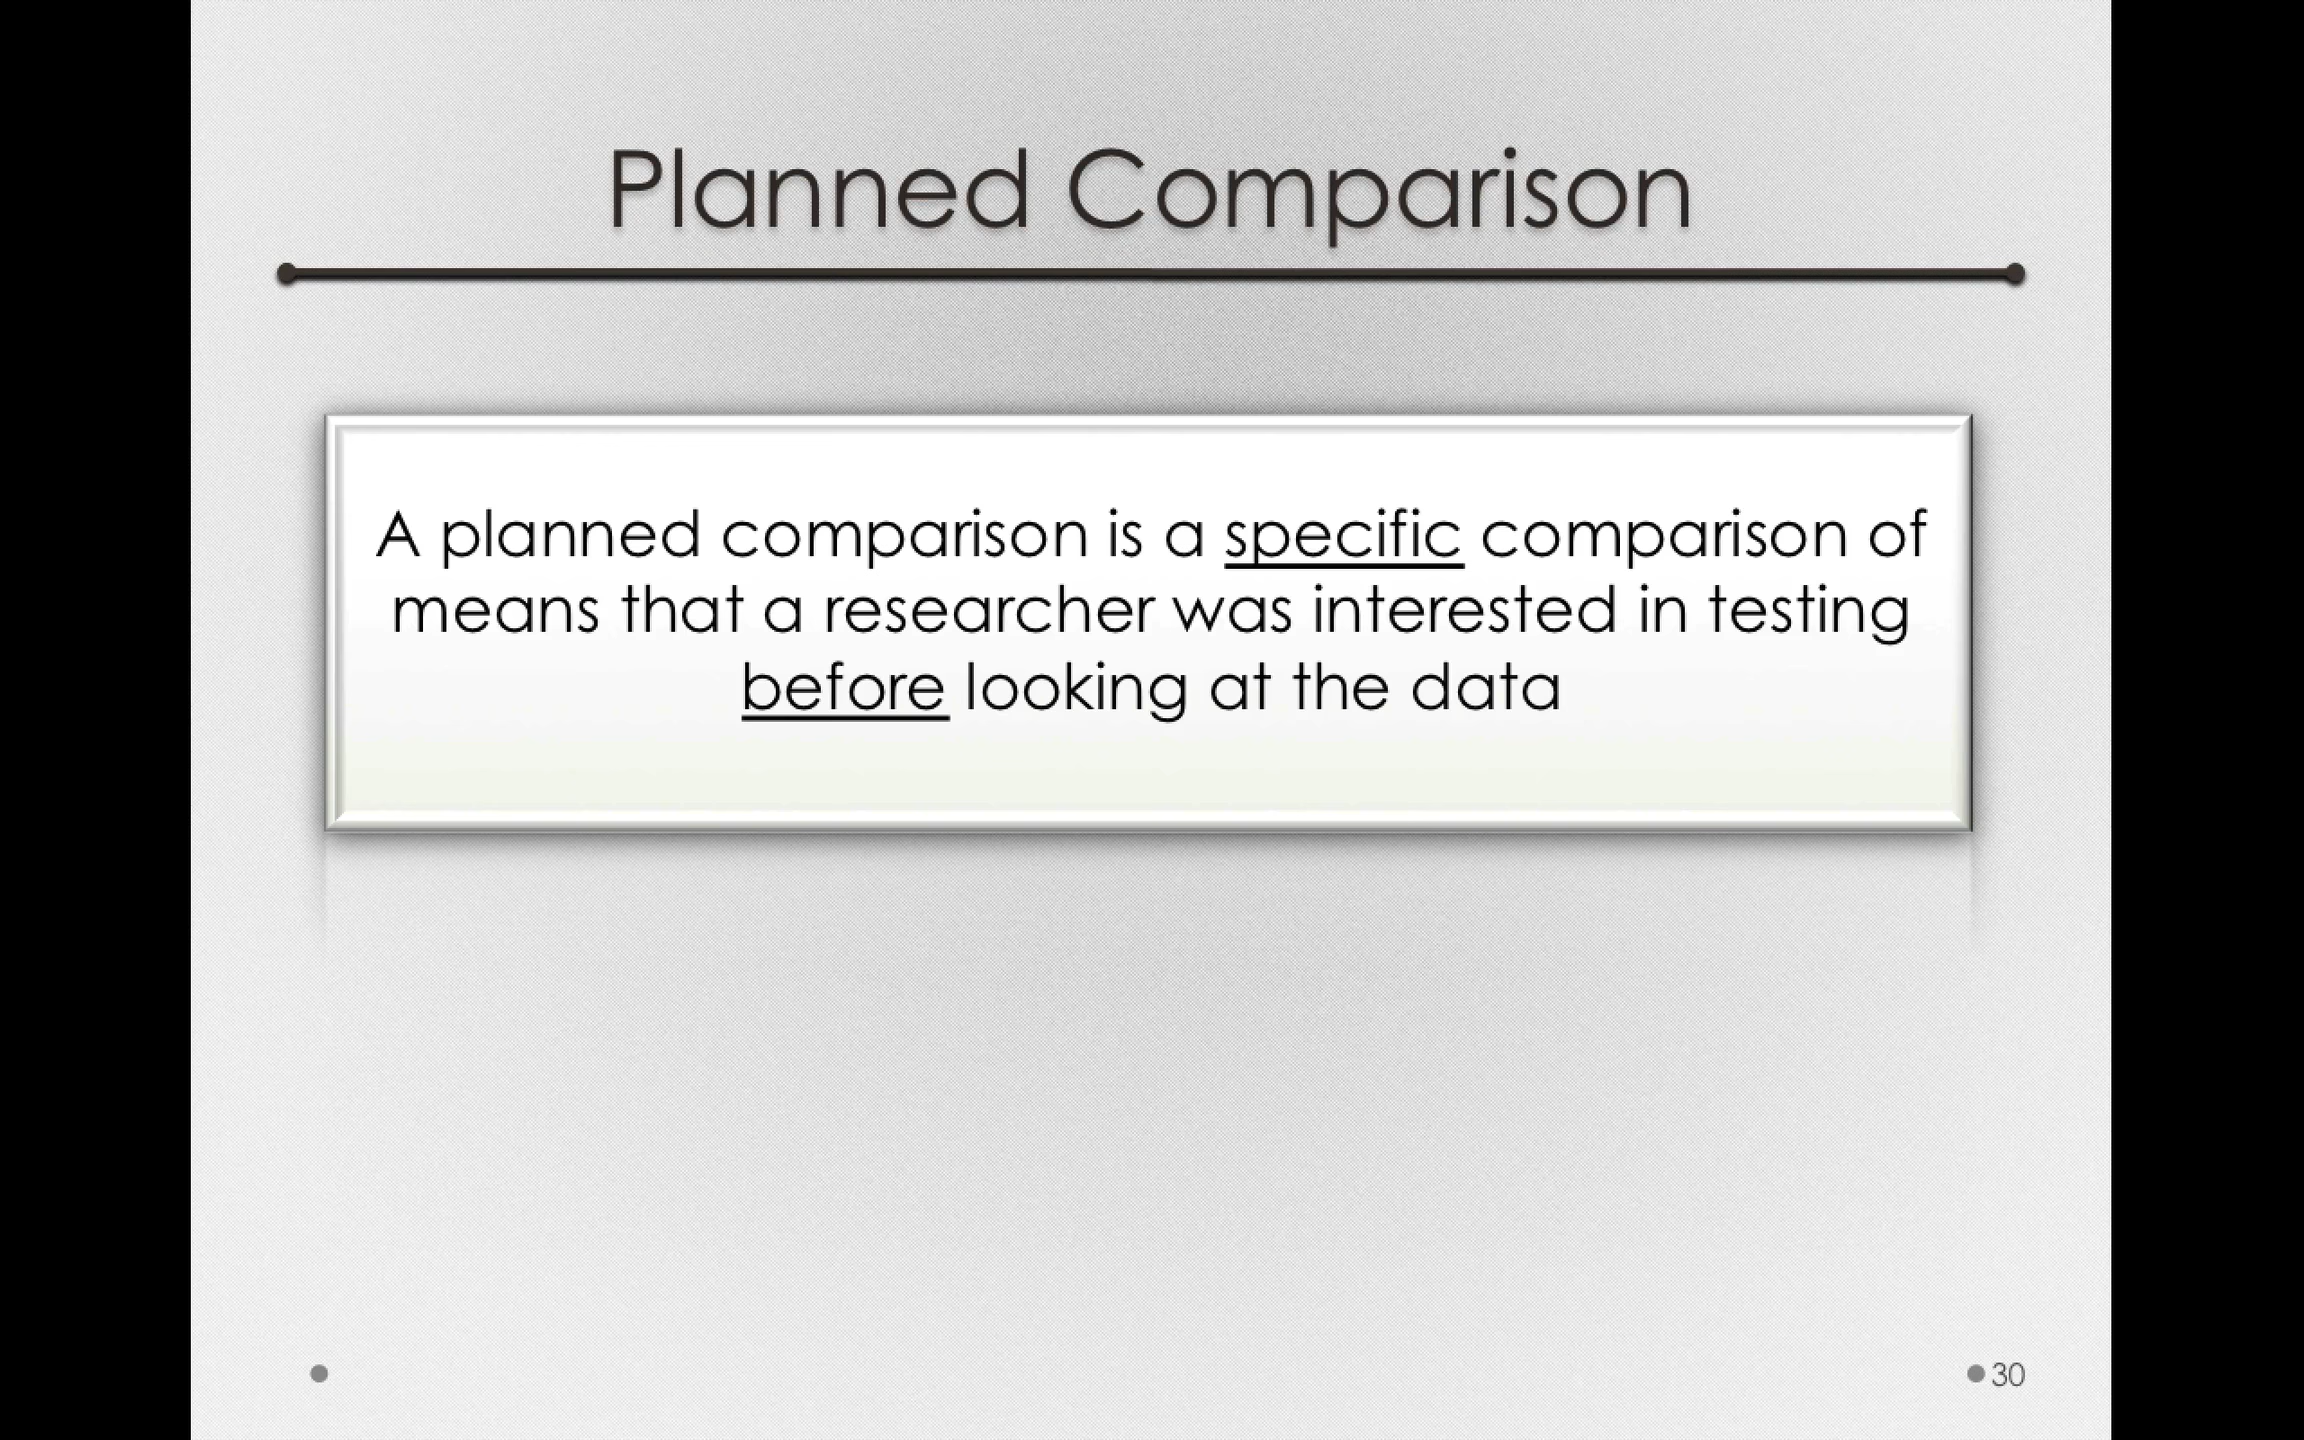 Planned Comparison
A planned comparison is a specific comparison of
means that a researcher was interested in testing
before looking at the data
30